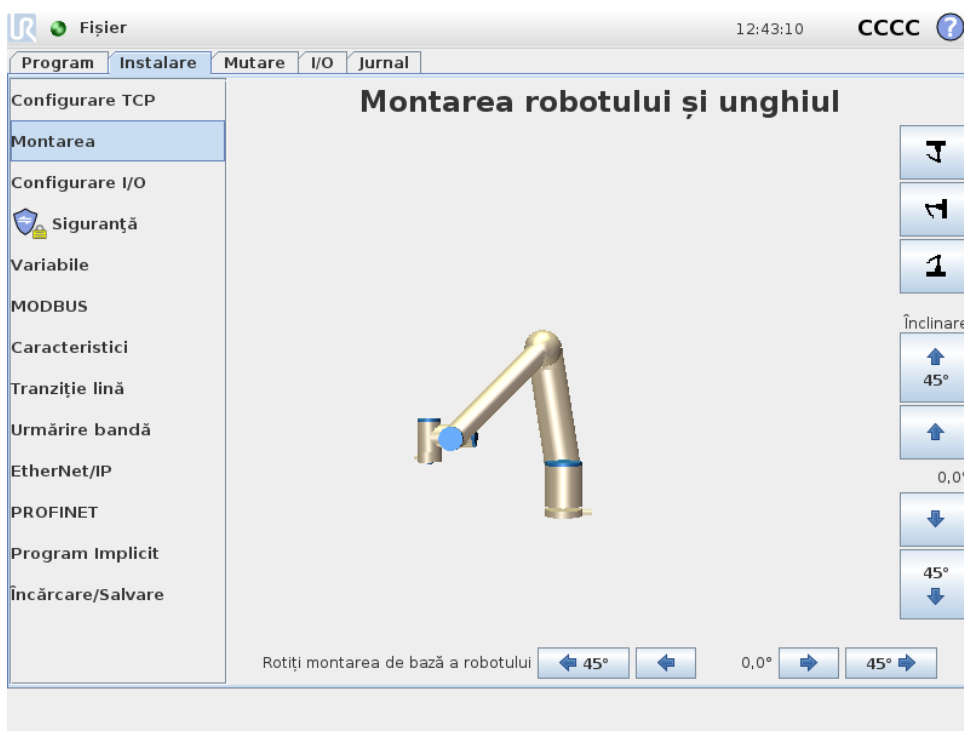 UR Fișier 12:43:10 CCCC ?
Program Instalare Mutare I/O Jurnal
Configurare TCP
Montarea
Configurare I/O
Siguranţă
Variabile
MODBUS
Caracteristici
Tranziție lină
Urmărire bandă
EtherNet/IP
PROFINET
Program Implicit
Încărcare/Salvare
Montarea robotului și unghiul
Înclinare
45°
0,0°
45°
Rotiți montarea de bază a robotului 45° 0,0° 45°